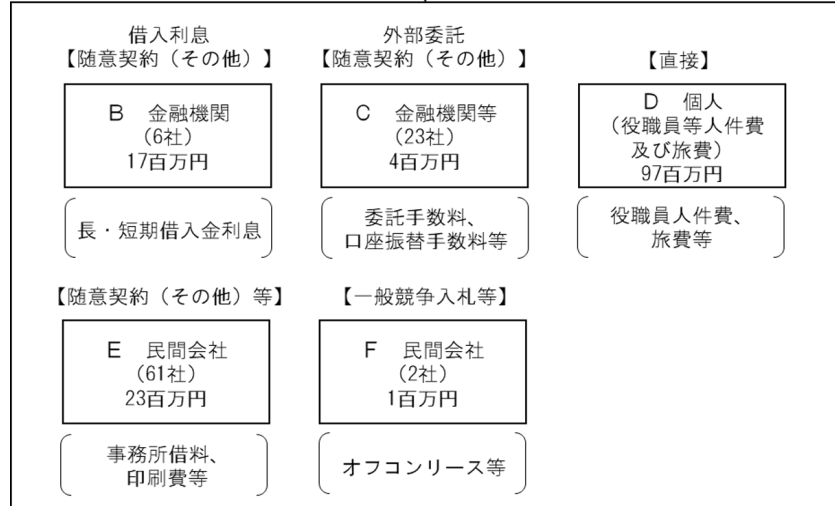 借入利息
【随意契約（その他）】
B　金融機関
（6社）
17百万円
長・短期借入金利息
外部委託
【随意契約（その他）】
C　金融機関等
（23社）
4百万円
委託手数料、
口座振替手数料等
【直接】
D　個人
（役職員等人件費
及び旅費）
97百万円
役職員人件費、
旅費等
【随意契約（その他）等】
E　民間会社
（61社）
23百万円
事務所借料、
印刷費等
【一般競争入札等】
F　民間会社
（2社）
1百万円
オフコンリース等